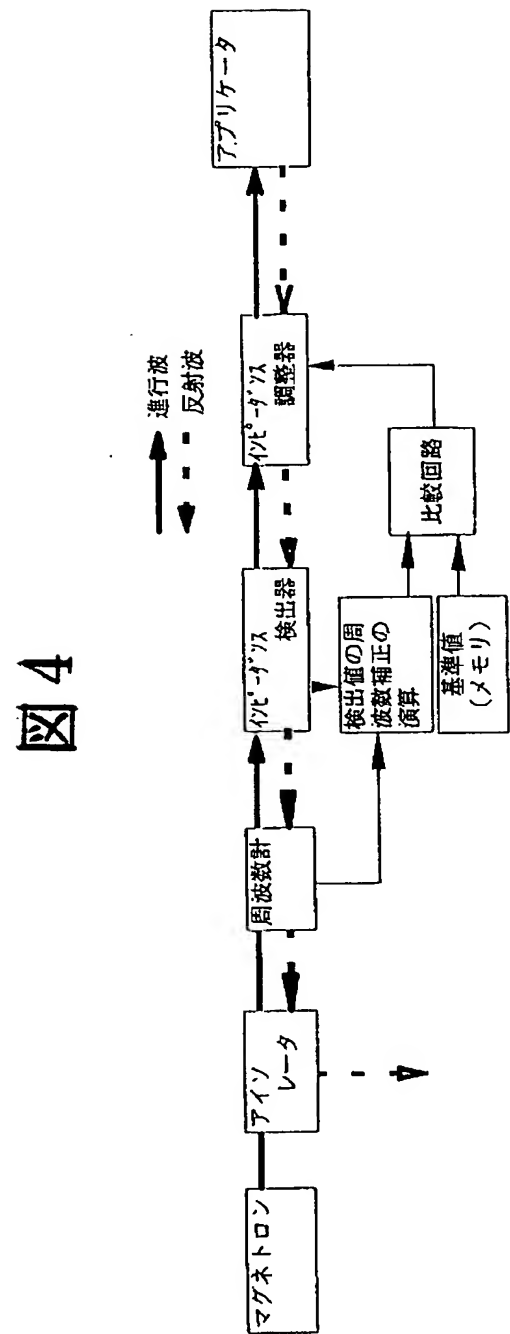 図4
進行波
反射波
マグネトロン
アイソ
レータ
周波数計
インピーダンス
検出器
インピーダンス
調整器
アプリケータ
検出値の周
波数補正の
演算
基準値
(メモリ)
比較回路